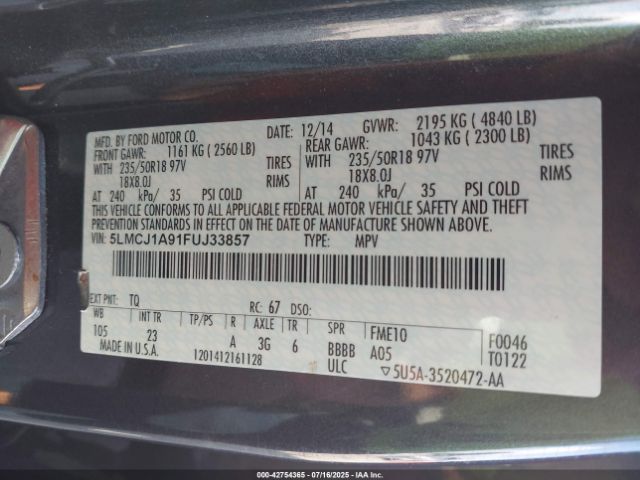 MFD. BY FORD MOTOR CO.
DATE: 12/14 GVWR: 2195 KG ( 4840 LB)
FRONT GAWR: 1161 KG ( 2560 LB) REAR GAWR: 1043 KG ( 2300 LB)
WITH 235/50R18 97V TIRES WITH 235/50R18 97V TIRES
18X8.0J RIMS 18X8.0J RIMS
AT 240 kPa/ 35 PSI COLD AT 240 kPa/ 35 PSI COLD
THIS VEHICLE CONFORMS TO ALL APPLICABLE FEDERAL MOTOR VEHICLE SAFETY AND THEFT
PREVENTION STANDARDS IN EFFECT ON THE DATE OF MANUFACTURE SHOWN ABOVE.
VIN: 5LMCJ1A91FUJ33857 TYPE: MPV
EXT PNT: TQ RC: 67 DSO:
WB INT TR TP/PS R AXLE TR SPR FME10 F0046
105 23 A 3G 6 BBBB A05 T0122
MADE IN U.S.A. 1201412161128 ULC ▽5U5A-3520472-AA
000-42754365 - 07/16/2025 - IAA Inc.